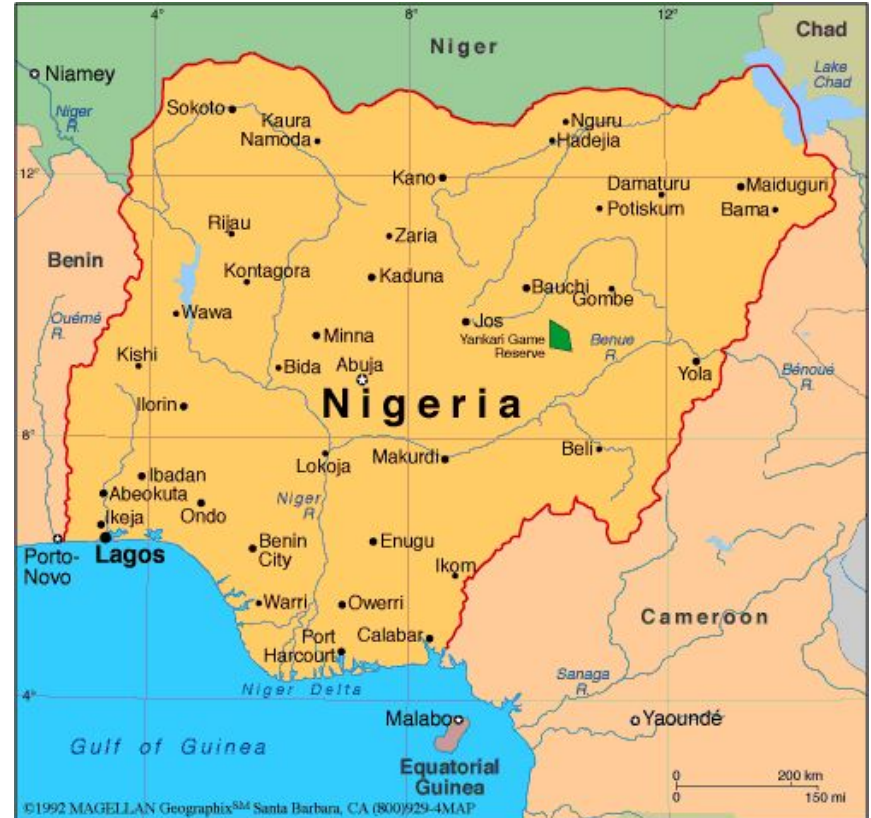 4°
8°
12°
Chad
Niger
Niamey
Lake
Chad
Niger
R.
Sokoto
Kaura
Namoda
Nguru
Hadejia
12°
Kano
Damaturu
Maiduguri
Potiskum
Bama
Rijau
Zaria
Benin
Kontagora
Kaduna
Bauchi
Gombe
Ouémé
R.
Wawa
Jos
Minna
Yankari Game
Reserve
Benue
R.
Kishi
Bida
Abuja
Yola
Bénoué
R.
Nigeria
Ilorin
8°
Lokoja
Makurdi
Beli
Ibadan
Abeokuta
Niger
R.
Ikeja
Ondo
Benin
City
Enugu
Porto-
Novo
Lagos
Ikom
Warri
Owerri
Cameroon
Port
Harcourt
Calabar
Sanaga
R.
4°
Niger Delta
Malabo
Yaoundé
Gulf of Guinea
Equatorial
Guinea
0 200 km
0 150 mi
©1992 MAGELLAN Geographix℠ Santa Barbara, CA (800)929-4MAP